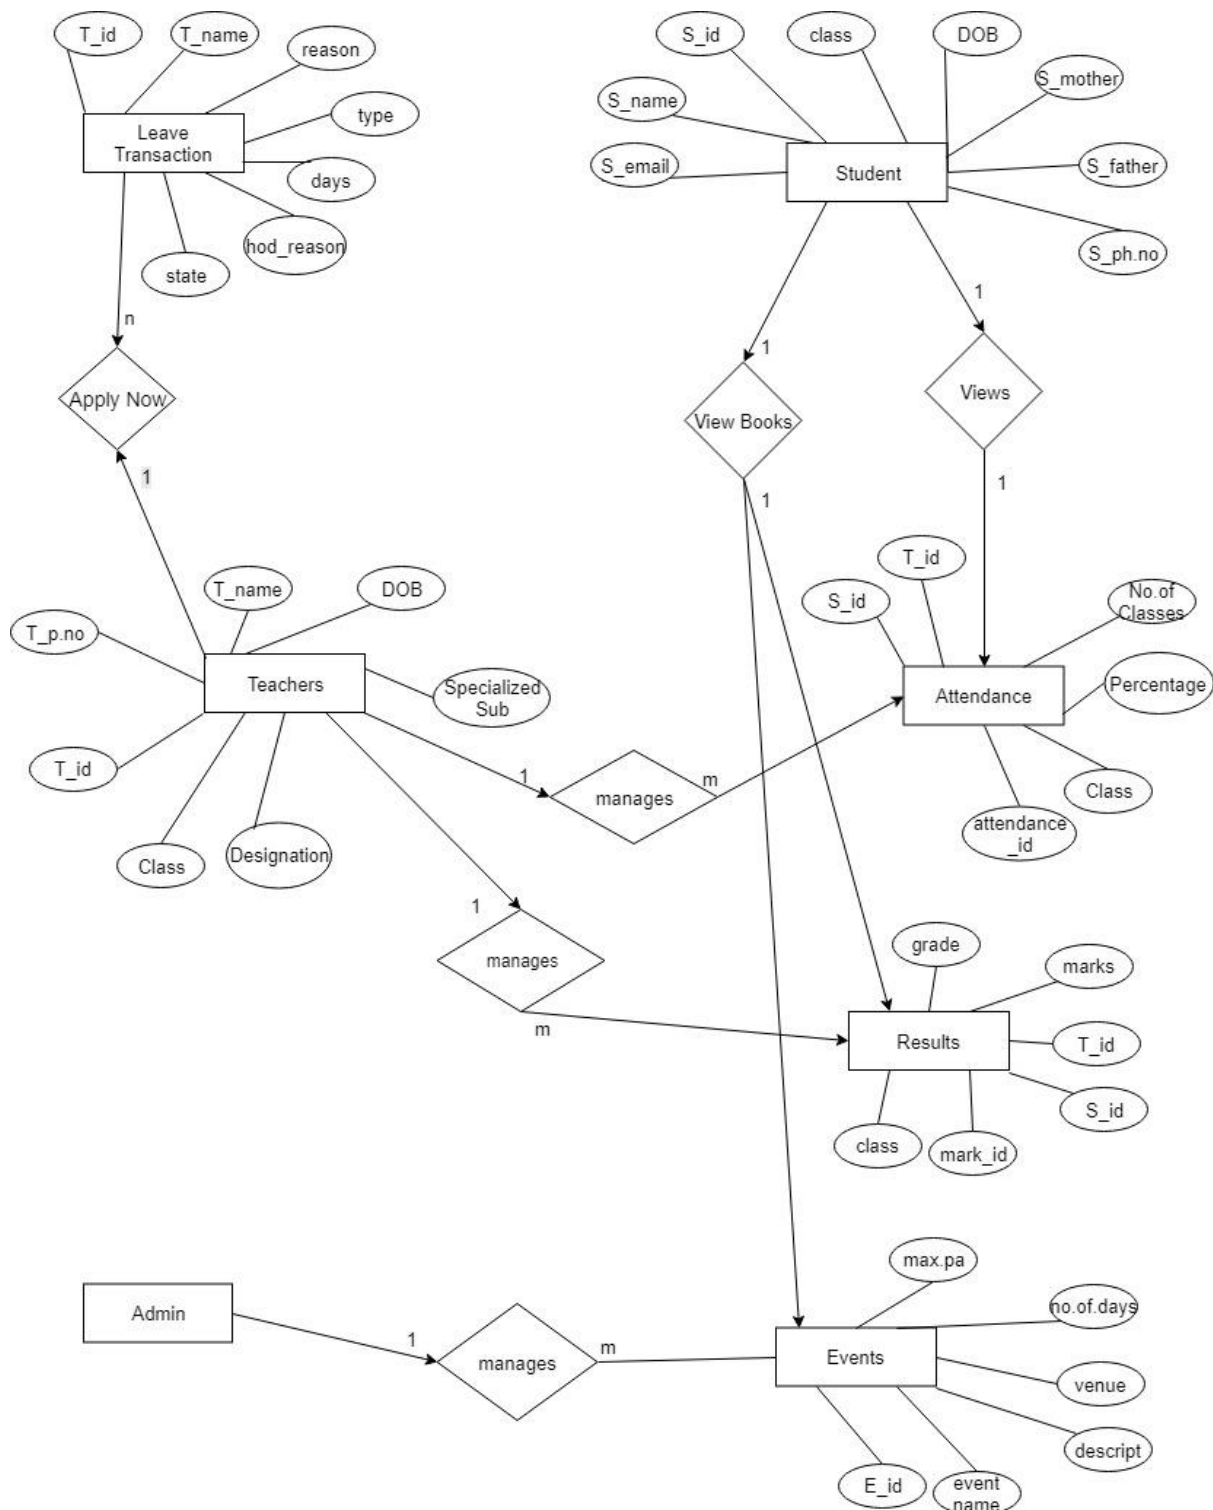 T_id
T_name
reason
type
days
hod_reason
state
Leave
Transaction
n
Apply Now
1
S_id
class
DOB
S_name
S_mother
S_email
S_father
S_ph.no
Student
1
1
View Books
Views
1
1
T_name
DOB
T_p.no
Teachers
Specialized
Sub
T_id
Class
Designation
T_id
S_id
No.of
Classes
Attendance
Percentage
Class
attendance
_id
1
manages
m
1
manages
m
grade
marks
Results
T_id
S_id
class
mark_id
Admin
1
manages
m
max.pa
no.of.days
Events
venue
descript
E_id
event
name